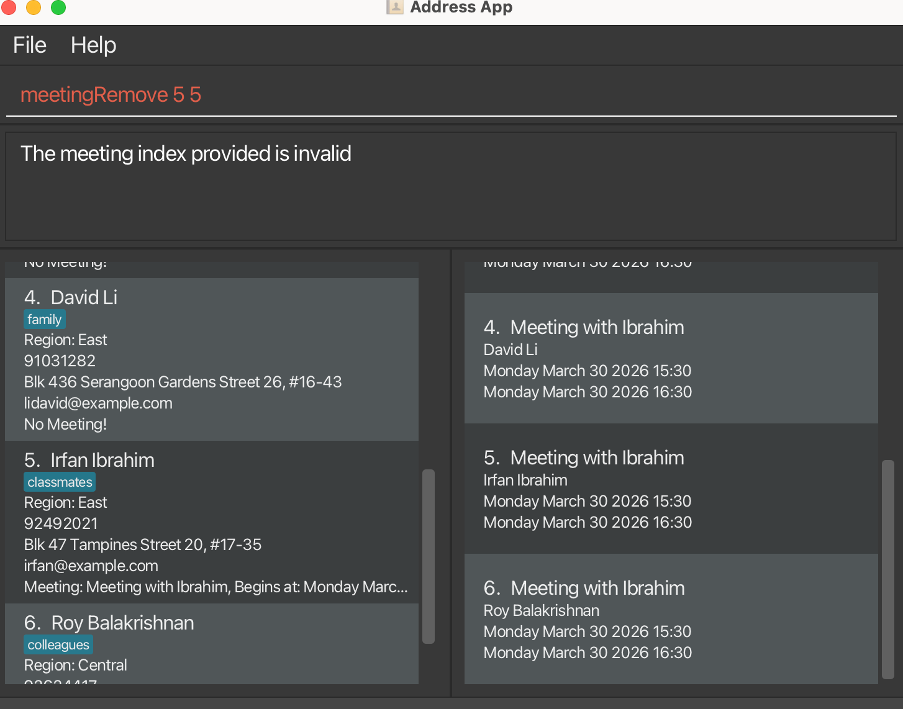 Address App
File Help
meetingRemove 5 5
The meeting index provided is invalid
No Meeting!
4. David Li
family
Region: East
91031282
Blk 436 Serangoon Gardens Street 26, #16-43
lidavid@example.com
No Meeting!
5. Irfan Ibrahim
classmates
Region: East
92492021
Blk 47 Tampines Street 20, #17-35
irfan@example.com
Meeting: Meeting with Ibrahim, Begins at: Monday Marc...
6. Roy Balakrishnan
colleagues
Region: Central
Monday March 30 2026 16:30
4. Meeting with Ibrahim
David Li
Monday March 30 2026 15:30
Monday March 30 2026 16:30
5. Meeting with Ibrahim
Irfan Ibrahim
Monday March 30 2026 15:30
Monday March 30 2026 16:30
6. Meeting with Ibrahim
Roy Balakrishnan
Monday March 30 2026 15:30
Monday March 30 2026 16:30